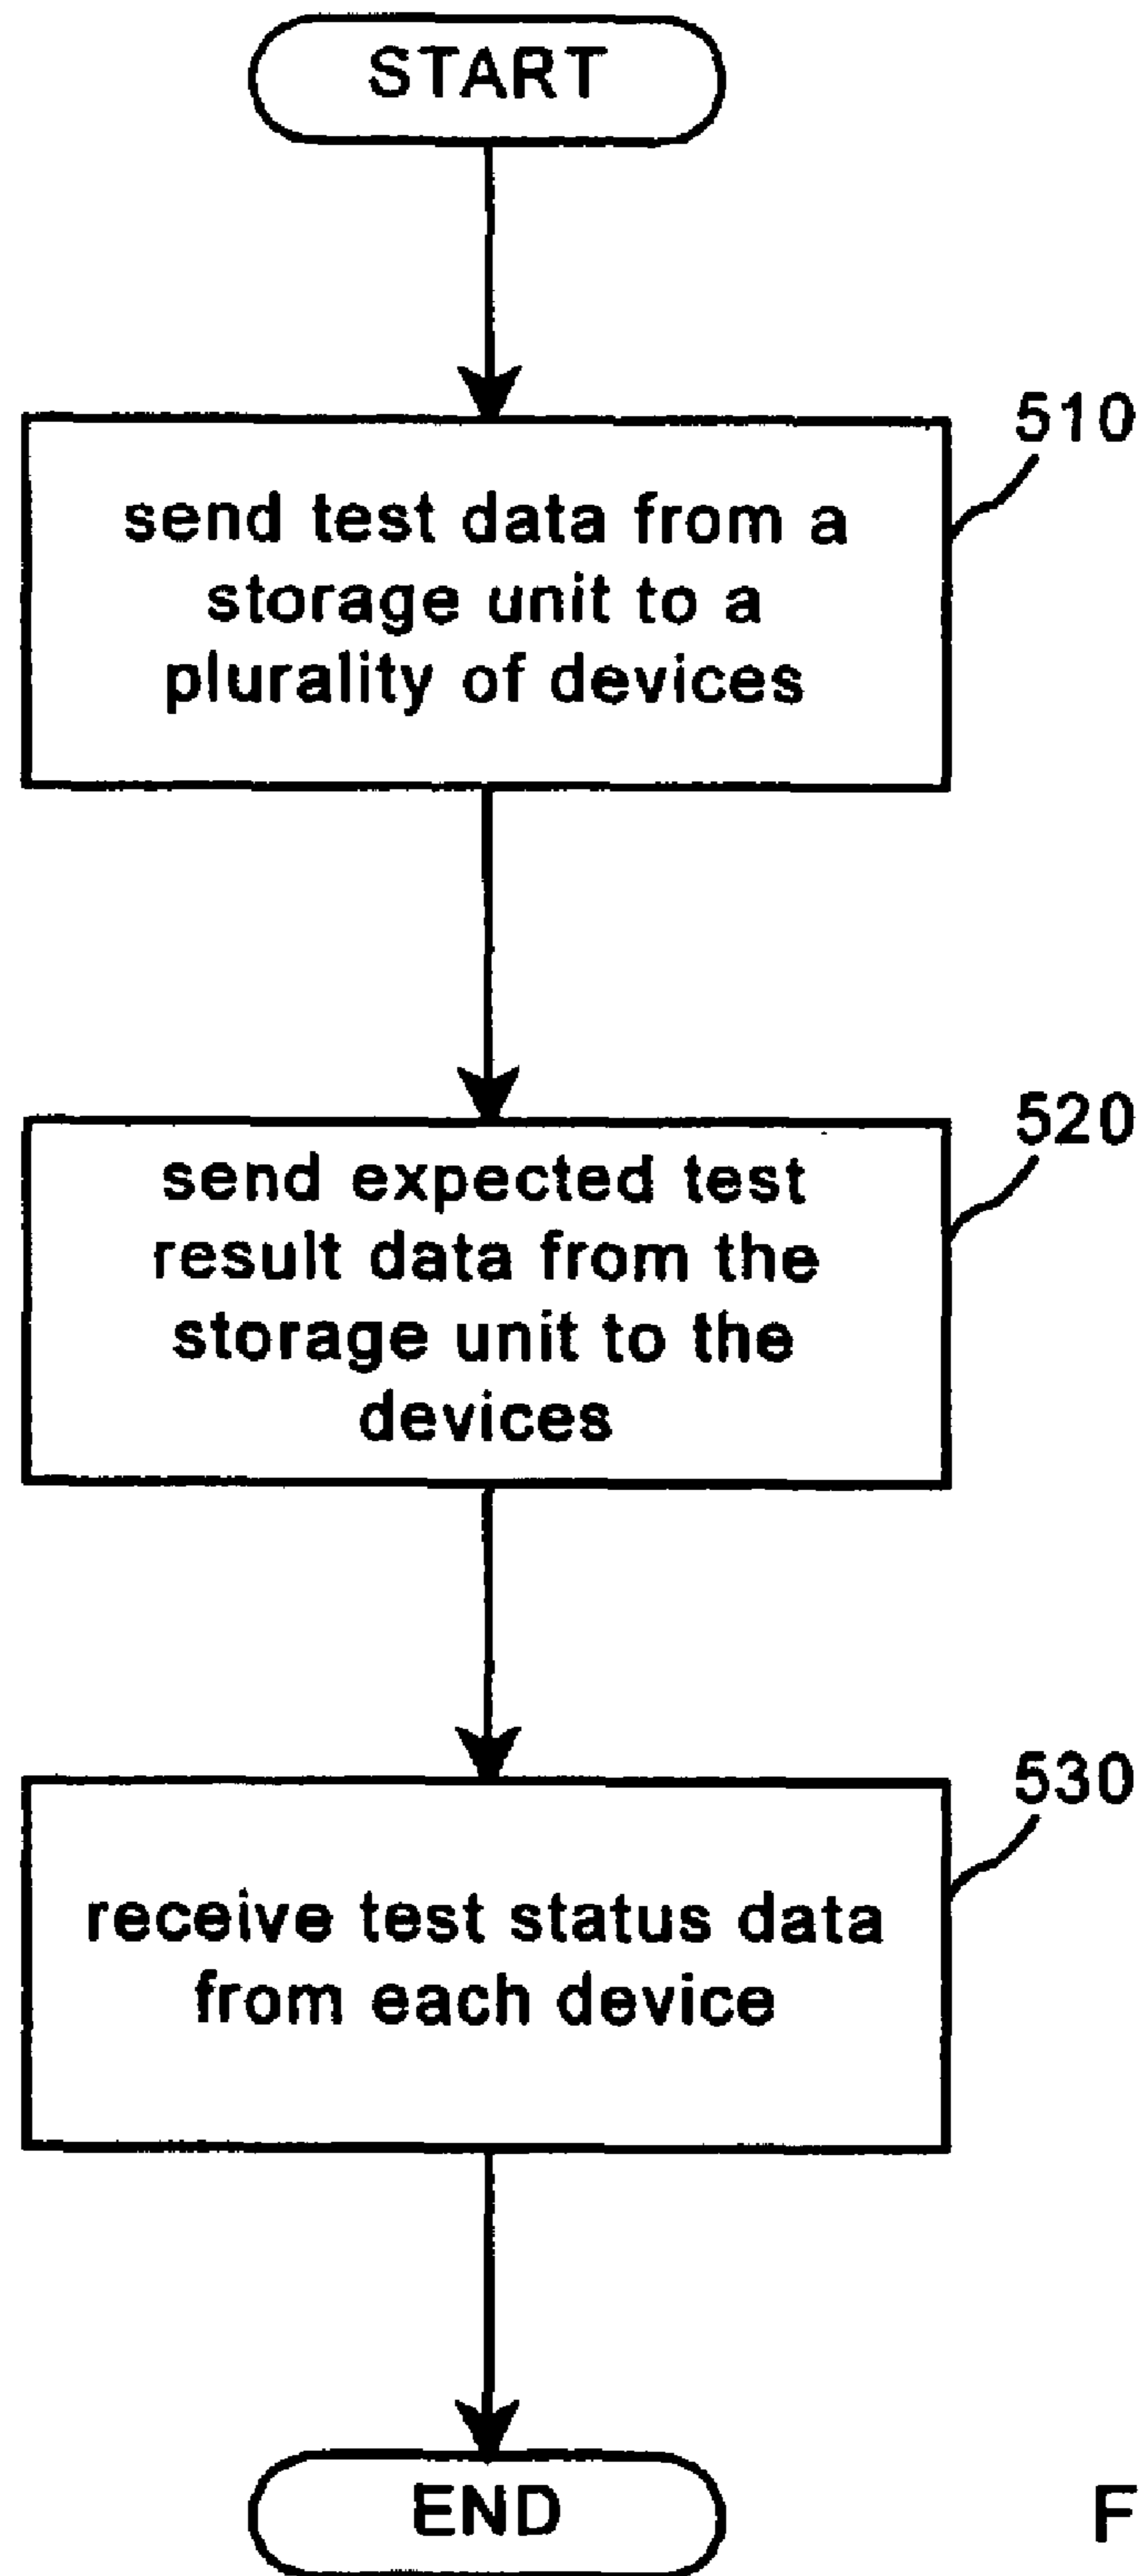 START
510
send test data from a
storage unit to a
plurality of devices
520
send expected test
result data from the
storage unit to the
devices
530
receive test status data
from each device
END
F